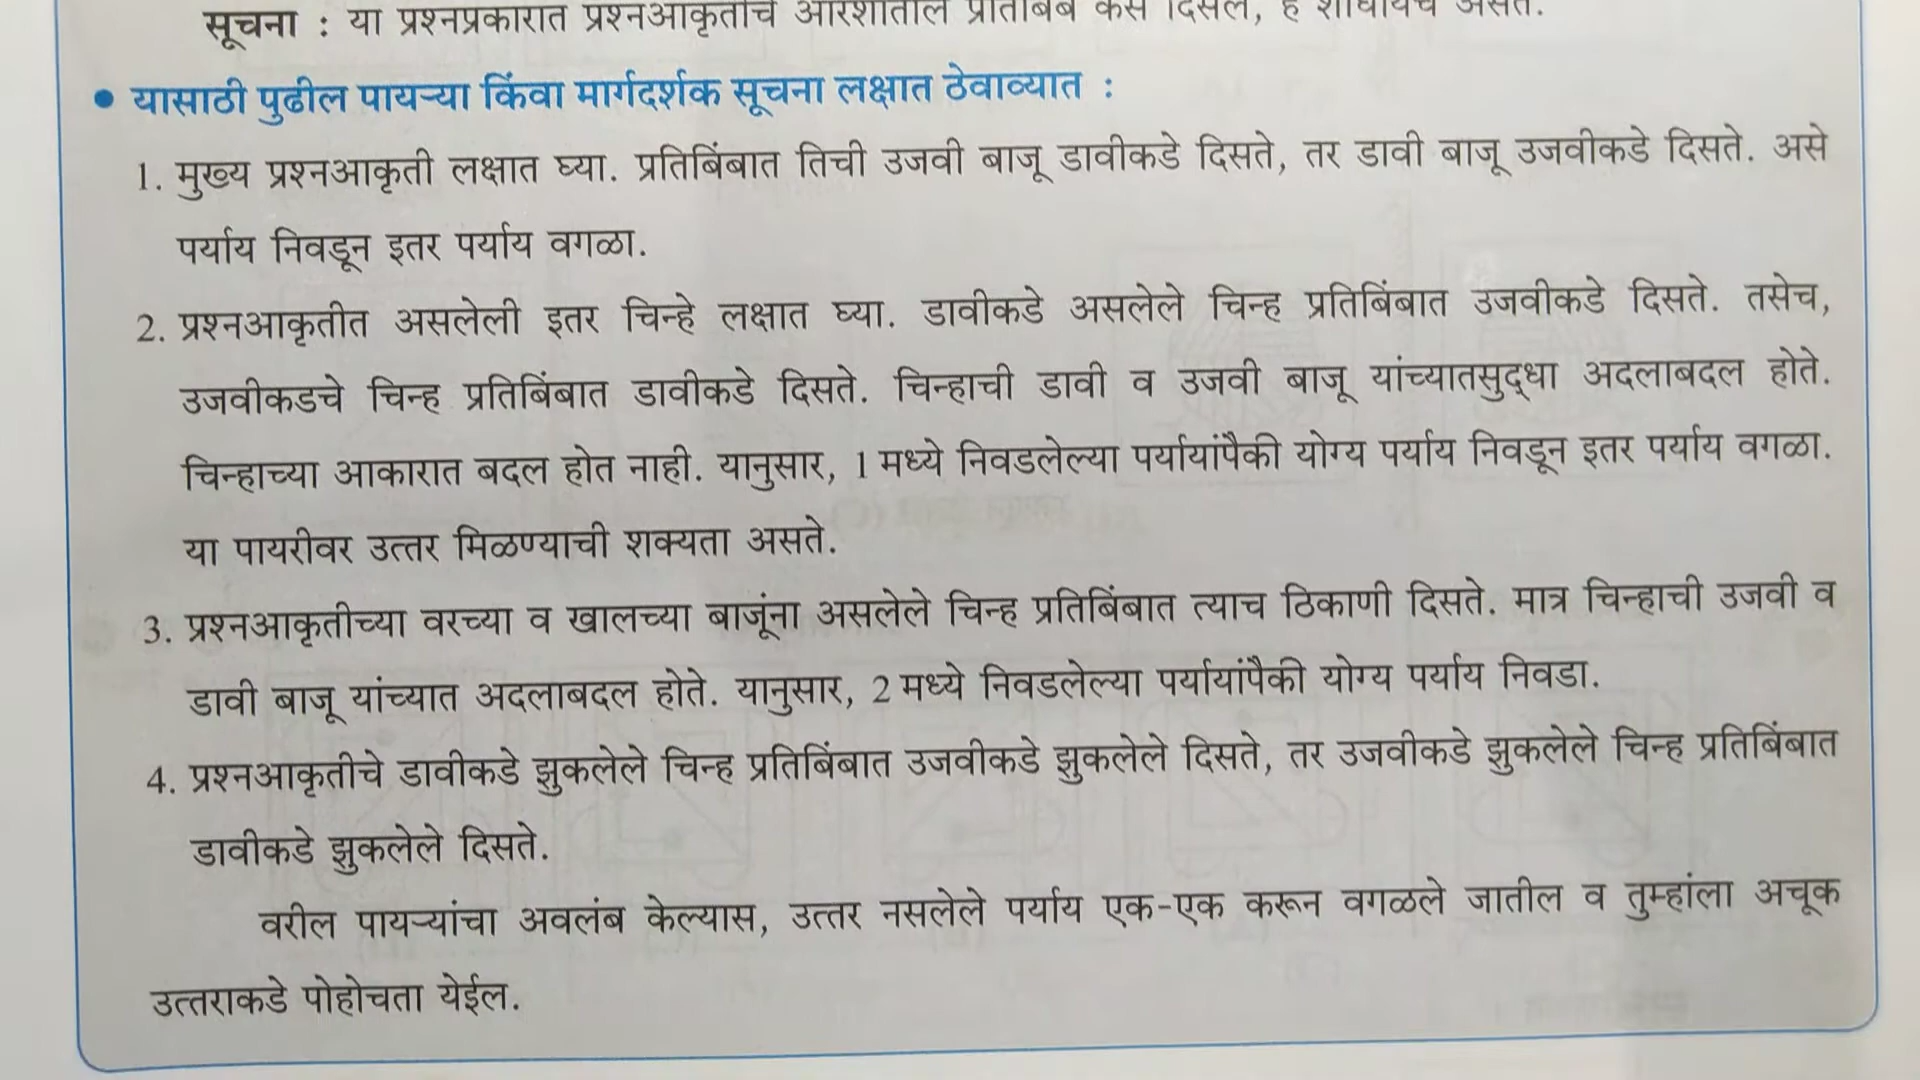 सूचना : या प्रश्नप्रकारात प्रश्नआकृतीचे आरशातील प्रतिबिंब कसे दिसेल, हे शोधायचे असते.
• यासाठी पुढील पायऱ्या किंवा मार्गदर्शक सूचना लक्षात ठेवाव्यात :
1. मुख्य प्रश्नआकृती लक्षात घ्या. प्रतिबिंबात तिची उजवी बाजू डावीकडे दिसते, तर डावी बाजू उजवीकडे दिसते. असे
पर्याय निवडून इतर पर्याय वगळा.
2. प्रश्नआकृतीत असलेली इतर चिन्हे लक्षात घ्या. डावीकडे असलेले चिन्ह प्रतिबिंबात उजवीकडे दिसते. तसेच,
उजवीकडचे चिन्ह प्रतिबिंबात डावीकडे दिसते. चिन्हाची डावी व उजवी बाजू यांच्यातसुद्धा अदलाबदल होते.
चिन्हाच्या आकारात बदल होत नाही. यानुसार, 1 मध्ये निवडलेल्या पर्यायांपैकी योग्य पर्याय निवडून इतर पर्याय वगळा.
या पायरीवर उत्तर मिळण्याची शक्यता असते.
3. प्रश्नआकृतीच्या वरच्या व खालच्या बाजूंना असलेले चिन्ह प्रतिबिंबात त्याच ठिकाणी दिसते. मात्र चिन्हाची उजवी व
डावी बाजू यांच्यात अदलाबदल होते. यानुसार, 2 मध्ये निवडलेल्या पर्यायांपैकी योग्य पर्याय निवडा.
4. प्रश्नआकृतीचे डावीकडे झुकलेले चिन्ह प्रतिबिंबात उजवीकडे झुकलेले दिसते, तर उजवीकडे झुकलेले चिन्ह प्रतिबिंबात
डावीकडे झुकलेले दिसते.
वरील पायऱ्यांचा अवलंब केल्यास, उत्तर नसलेले पर्याय एक-एक करून वगळले जातील व तुम्हांला अचूक
उत्तराकडे पोहोचता येईल.